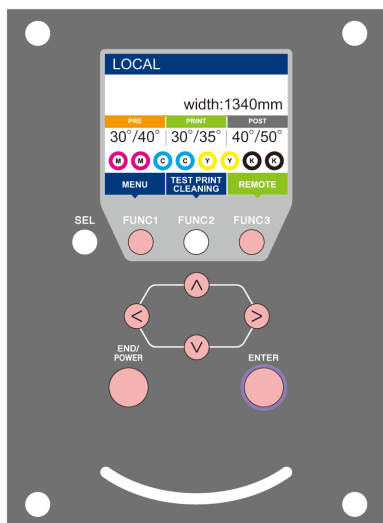 LOCAL
width:1340mm
PRE PRINT POST
30°/40° 30°/35° 40°/50°
M M C C Y Y K K
MENU TEST PRINT CLEANING REMOTE
SEL FUNC1 FUNC2 FUNC3
END/
POWER
ENTER